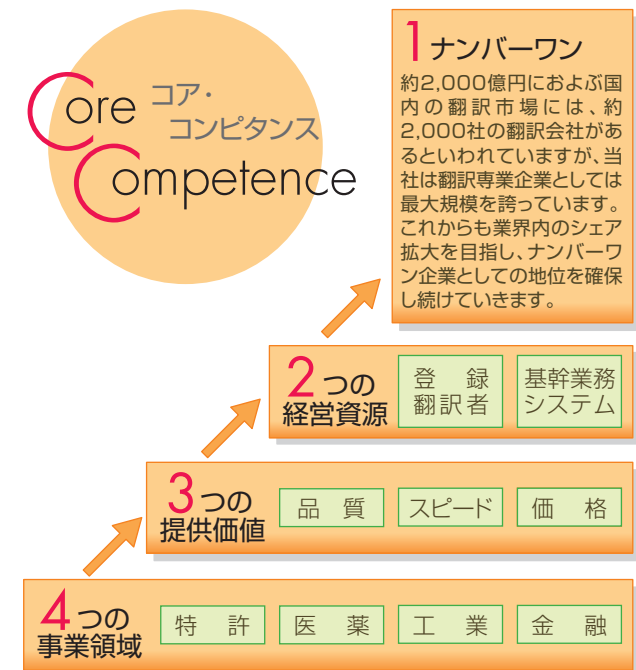 Core コア・
コンピタンス
Competence
1 ナンバーワン
約2,000億円におよぶ国
内の翻訳市場には、約
2,000社の翻訳会社があ
るといわれていますが、当
社は翻訳専業企業としては
最大規模を誇っています。
これからも業界内のシェア
拡大を目指し、ナンバーワ
ン企業としての地位を確保
し続けていきます。
2つの
経営資源
登録
翻訳者
基幹業務
システム
3つの
提供価値
品質
スピード
価格
4つの
事業領域
特許
医薬
工業
金融